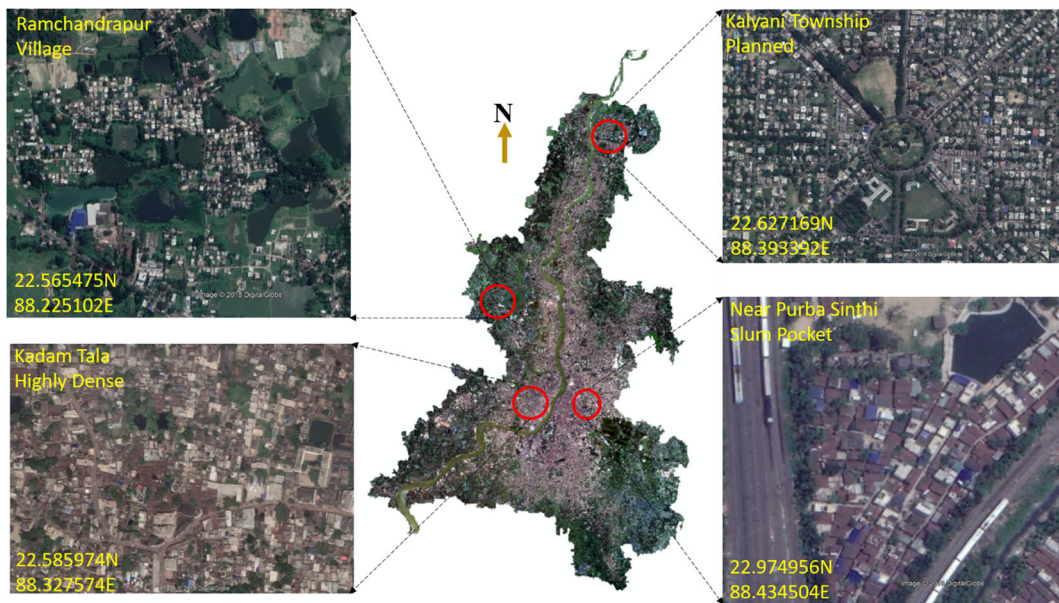 Ramchandrapur
Village
22.565475N
88.225102E
Image © 2018 DigitalGlobe
N
Kalyani Township
Planned
22.627169N
88.393392E
Image © 2018 DigitalGlobe
Kadam Tala
Highly Dense
22.585974N
88.327574E
Near Purba Sinthi
Slum Pocket
22.974956N
88.434504E
Image © 2018 DigitalGlobe